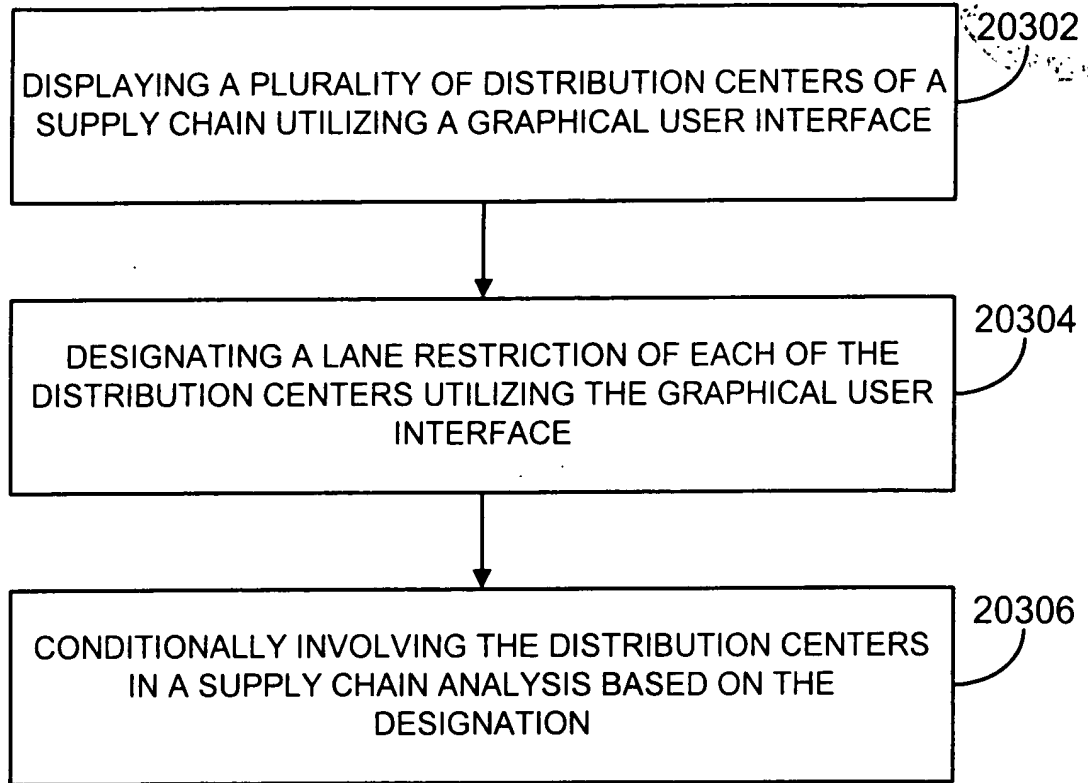 20302
DISPLAYING A PLURALITY OF DISTRIBUTION CENTERS OF A
SUPPLY CHAIN UTILIZING A GRAPHICAL USER INTERFACE
20304
DESIGNATING A LANE RESTRICTION OF EACH OF THE
DISTRIBUTION CENTERS UTILIZING THE GRAPHICAL USER
INTERFACE
20306
CONDITIONALLY INVOLVING THE DISTRIBUTION CENTERS
IN A SUPPLY CHAIN ANALYSIS BASED ON THE
DESIGNATION